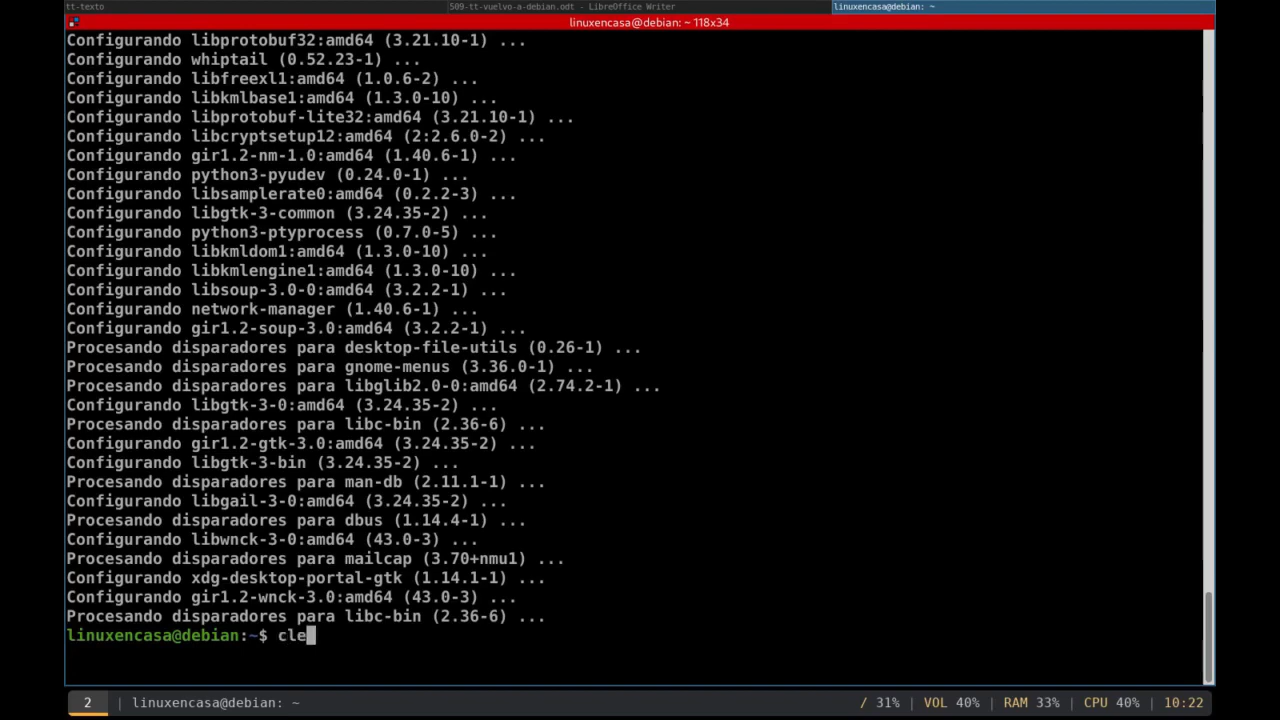 tt-texto
509-tt-vuelvo-a-debian.odt - LibreOffice Writer
linuxencasa@debian: ~
linuxencasa@debian: ~ 118x34
Configurando libprotobuf32:amd64 (3.21.10-1) ...
Configurando whiptail (0.52.23-1) ...
Configurando libfreexl1:amd64 (1.0.6-2) ...
Configurando libkmlbase1:amd64 (1.3.0-10) ...
Configurando libprotobuf-lite32:amd64 (3.21.10-1) ...
Configurando libcryptsetup12:amd64 (2:2.6.0-2) ...
Configurando gir1.2-nm-1.0:amd64 (1.40.6-1) ...
Configurando python3-pyudev (0.24.0-1) ...
Configurando libsamplerate0:amd64 (0.2.2-3) ...
Configurando libgtk-3-common (3.24.35-2) ...
Configurando python3-ptyprocess (0.7.0-5) ...
Configurando libkmldom1:amd64 (1.3.0-10) ...
Configurando libkmlengine1:amd64 (1.3.0-10) ...
Configurando libsoup-3.0-0:amd64 (3.2.2-1) ...
Configurando network-manager (1.40.6-1) ...
Configurando gir1.2-soup-3.0:amd64 (3.2.2-1) ...
Procesando disparadores para desktop-file-utils (0.26-1) ...
Procesando disparadores para gnome-menus (3.36.0-1) ...
Procesando disparadores para libglib2.0-0:amd64 (2.74.2-1) ...
Configurando libgtk-3-0:amd64 (3.24.35-2) ...
Procesando disparadores para libc-bin (2.36-6) ...
Configurando gir1.2-gtk-3.0:amd64 (3.24.35-2) ...
Configurando libgtk-3-bin (3.24.35-2) ...
Procesando disparadores para man-db (2.11.1-1) ...
Configurando libgail-3-0:amd64 (3.24.35-2) ...
Procesando disparadores para dbus (1.14.4-1) ...
Configurando libwnck-3-0:amd64 (43.0-3) ...
Procesando disparadores para mailcap (3.70+nmu1) ...
Configurando xdg-desktop-portal-gtk (1.14.1-1) ...
Configurando gir1.2-wnck-3.0:amd64 (43.0-3) ...
Procesando disparadores para libc-bin (2.36-6) ...
linuxencasa@debian:~$ cle
2 | linuxencasa@debian: ~
/ 31% | VOL 40% | RAM 33% | CPU 40% | 10:22